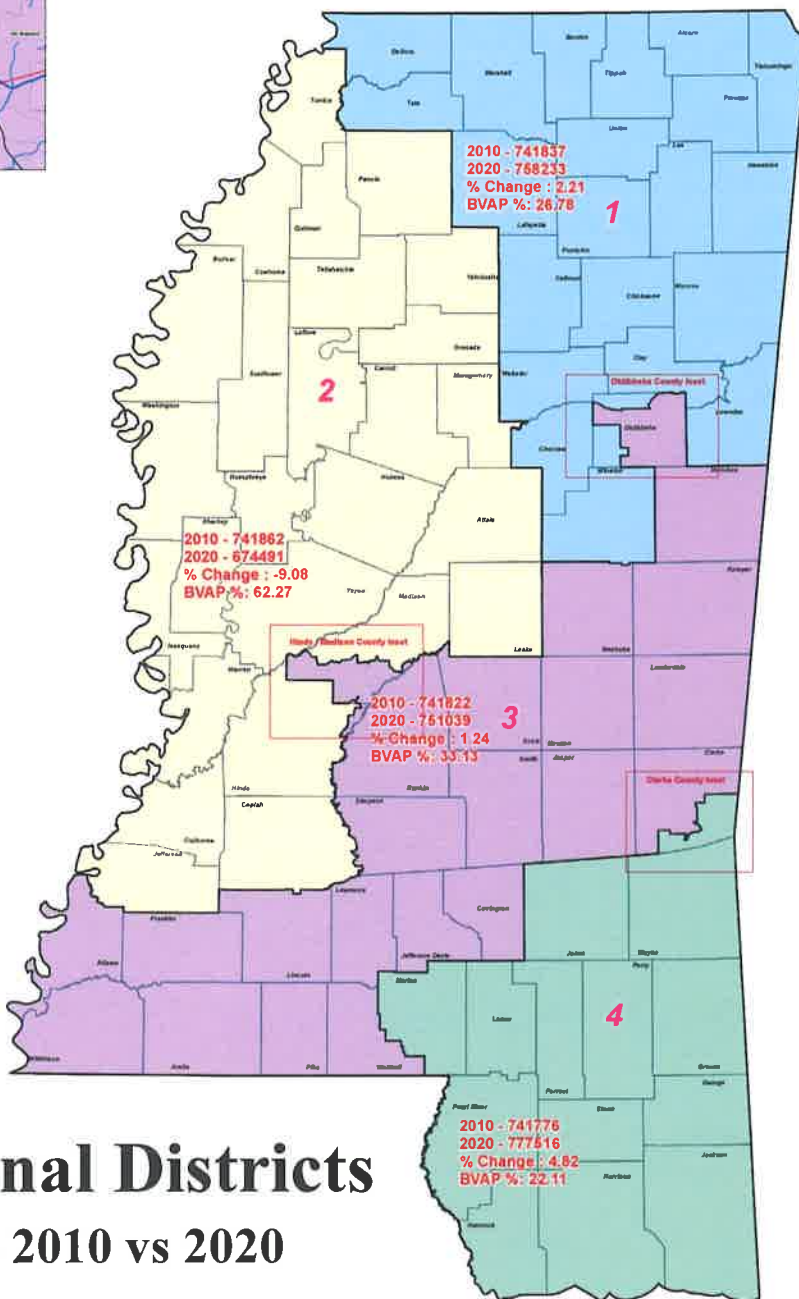 DeSoto
Marshall
Benton
Tippah
Alcorn
Tishomingo
Tunica
Tate
Prentiss
Union
Lee
Itawamba
2010 - 741837
2020 - 758233
% Change : 2.21
BVAP %: 26.78
1
Panola
Lafayette
Pontotoc
Quitman
Bolivar
Coahoma
Tallahatchie
Yalobusha
Calhoun
Chickasaw
Monroe
Leflore
Grenada
Clay
Sunflower
Carroll
Montgomery
Webster
Oktibbeha County Inset
2
Washington
Lowndes
Oktibbeha
Choctaw
Winston
Noxubee
Humphreys
Holmes
Attala
Sharkey
2010 - 741862
2020 - 674491
% Change : -9.08
BVAP %: 62.27
Yazoo
Madison
Kemper
Issaquena
Warren
Hinds / Madison County Inset
Leake
Neshoba
Lauderdale
2010 - 741822
2020 - 751039
% Change : 1.24
BVAP %: 33.13
3
Scott
Newton
Smith
Jasper
Clarke
Clarke County Inset
Hinds
Rankin
Copiah
Simpson
Claiborne
Jefferson
Lawrence
Franklin
Covington
Adams
Lincoln
Jefferson Davis
Jones
Wayne
Perry
Marion
Lamar
4
Wilkinson
Amite
Pike
Walthall
Forrest
Greene
George
Pearl River
Stone
2010 - 741776
2020 - 777516
% Change : 4.82
BVAP %: 22.11
Jackson
Harrison
Hancock
nal Districts
2010 vs 2020